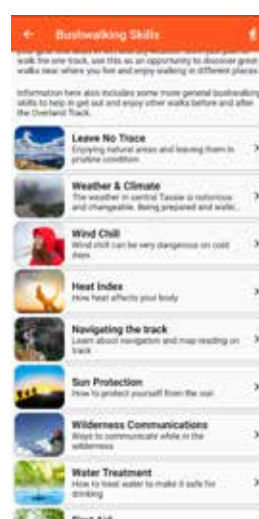 Bushwalking Skills
walk the one track, use this as an opportunity to discover great
walks near where you live and enjoy walking in different places
Information here also includes some more general bushwalking
skills to help in get out and enjoy other walks before and after
the Overland Track.
Leave No Trace
Enjoying natural areas and leaving them in
pristine condition
Weather & Climate
The weather in central Tassie is notorious
and changeable. Being prepared and walki...
Wind Chill
Wind chill can be very dangerous on cold
days
Heat Index
How heat affects your body
Navigating the track
Learn about navigation and map reading on
track
Sun Protection
How to protect yourself from the sun
Wilderness Communications
Ways to communicate while in the
wilderness
Water Treatment
How to treat water to make it safe for
drinking
First Aid